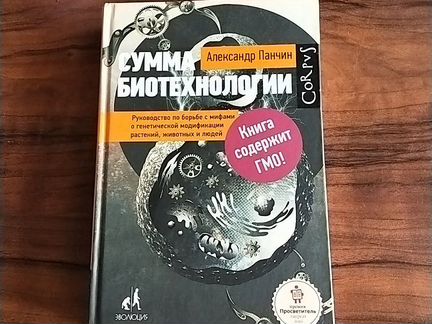 Александр Панчин
СУММА
БИОТЕХНОЛОГИИ
CORPVS
Руководство по борьбе с мифами
о генетической модификации
растений, животных и людей
Книга
содержит
ГМО!
ЭВОЛЮЦИЯ
Просветитель